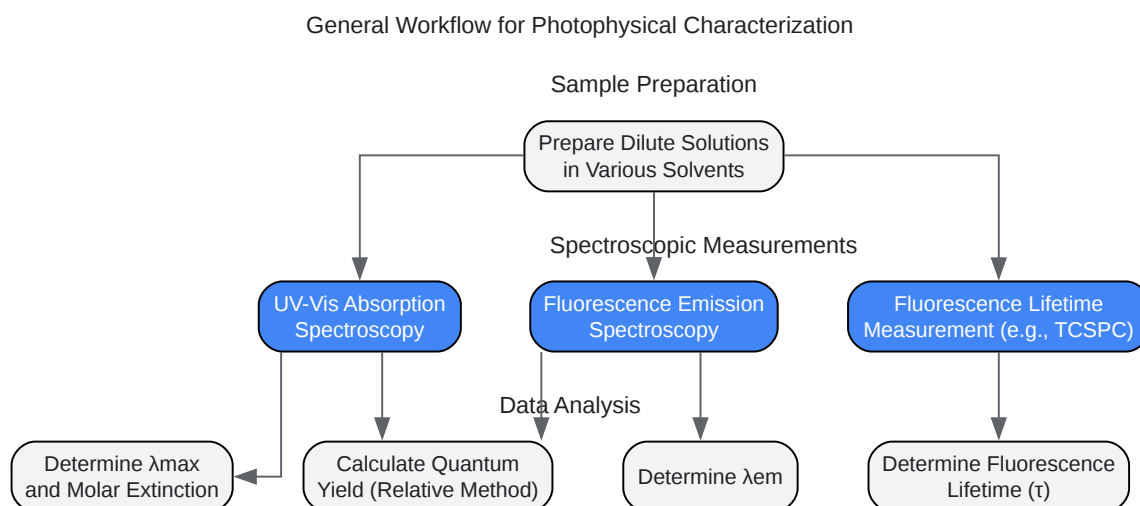 General Workflow for Photophysical Characterization
Sample Preparation
Prepare Dilute Solutions
in Various Solvents
Spectroscopic Measurements
UV-Vis Absorption
Spectroscopy
Fluorescence Emission
Spectroscopy
Fluorescence Lifetime
Measurement (e.g., TCSPC)
Data Analysis
Determine λmax
and Molar Extinction
Calculate Quantum
Yield (Relative Method)
Determine λem
Determine Fluorescence
Lifetime (τ)